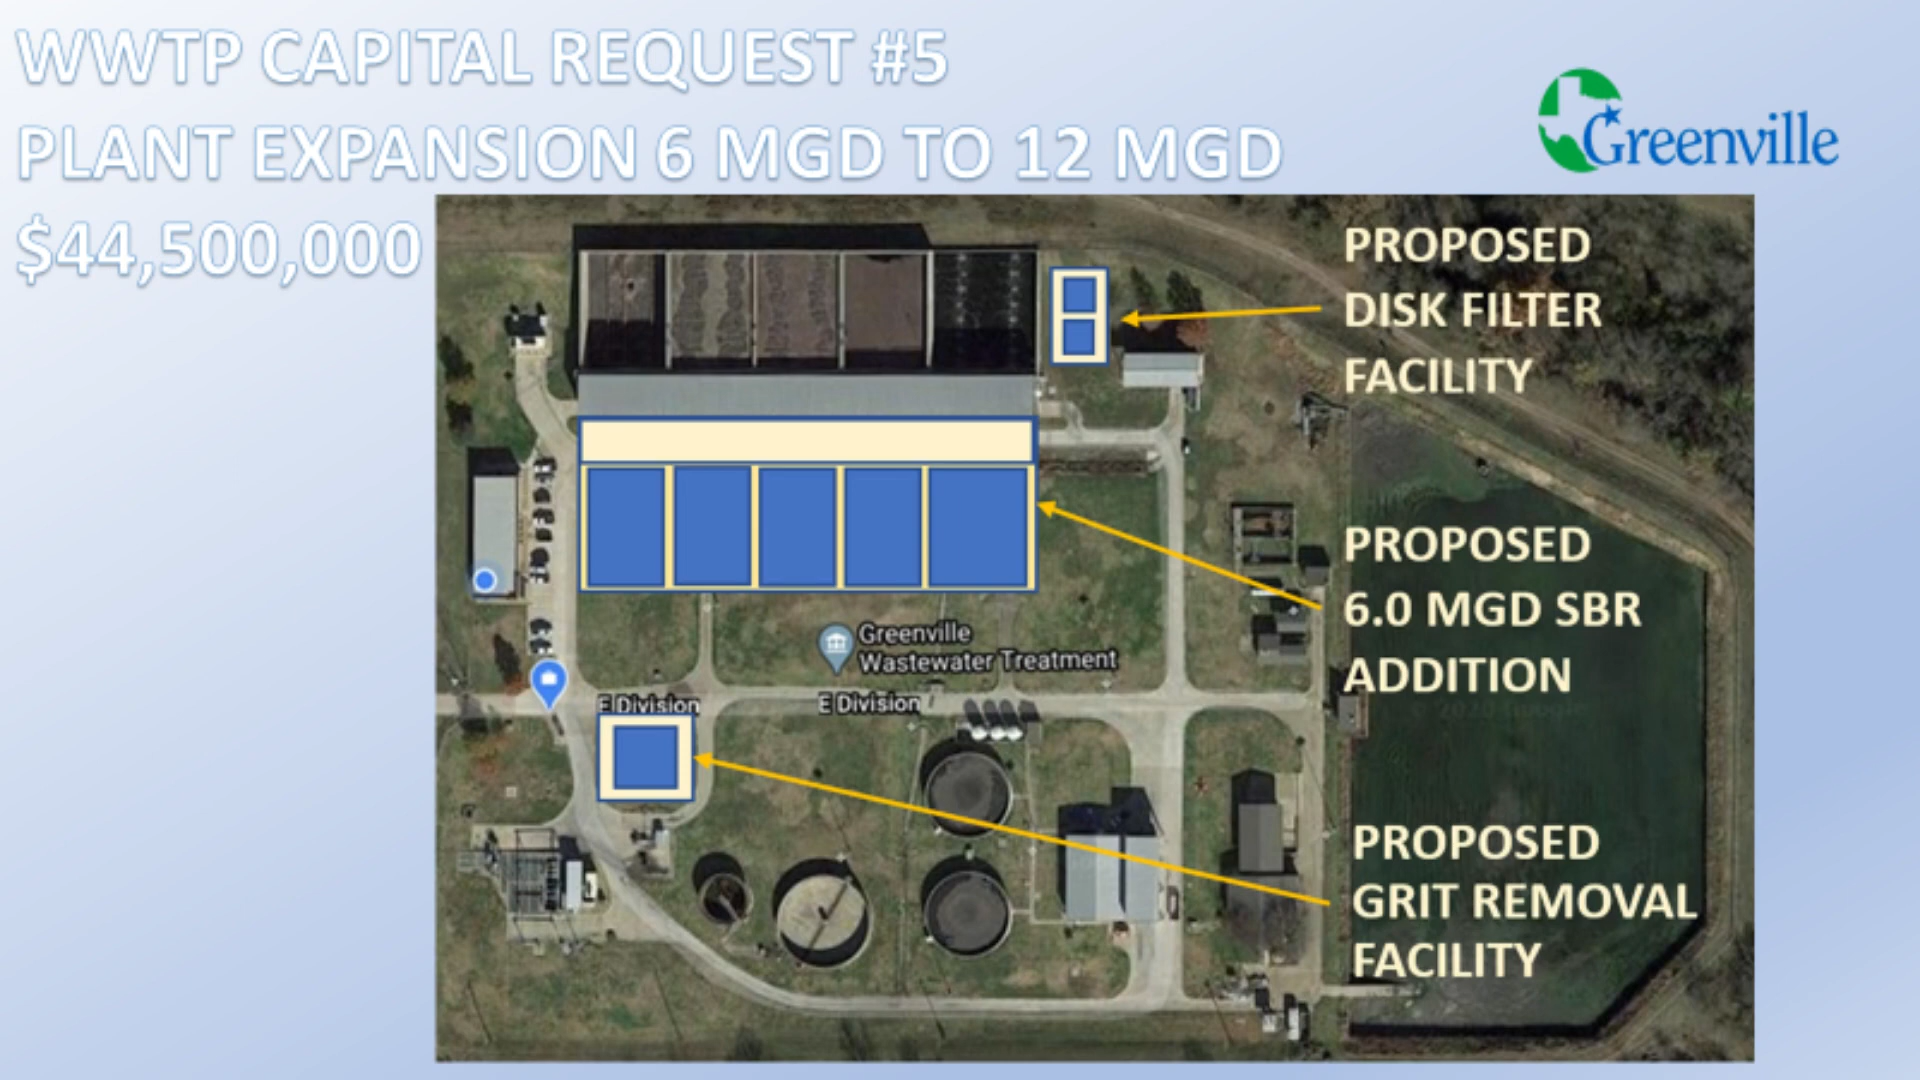 WWTP CAPITAL REQUEST #5
PLANT EXPANSION 6 MGD TO 12 MGD
$44,500,000
Greenville
PROPOSED
DISK FILTER
FACILITY
PROPOSED
6.0 MGD SBR
ADDITION
Greenville
Wastewater Treatment
E Division
E Division
PROPOSED
GRIT REMOVAL
FACILITY